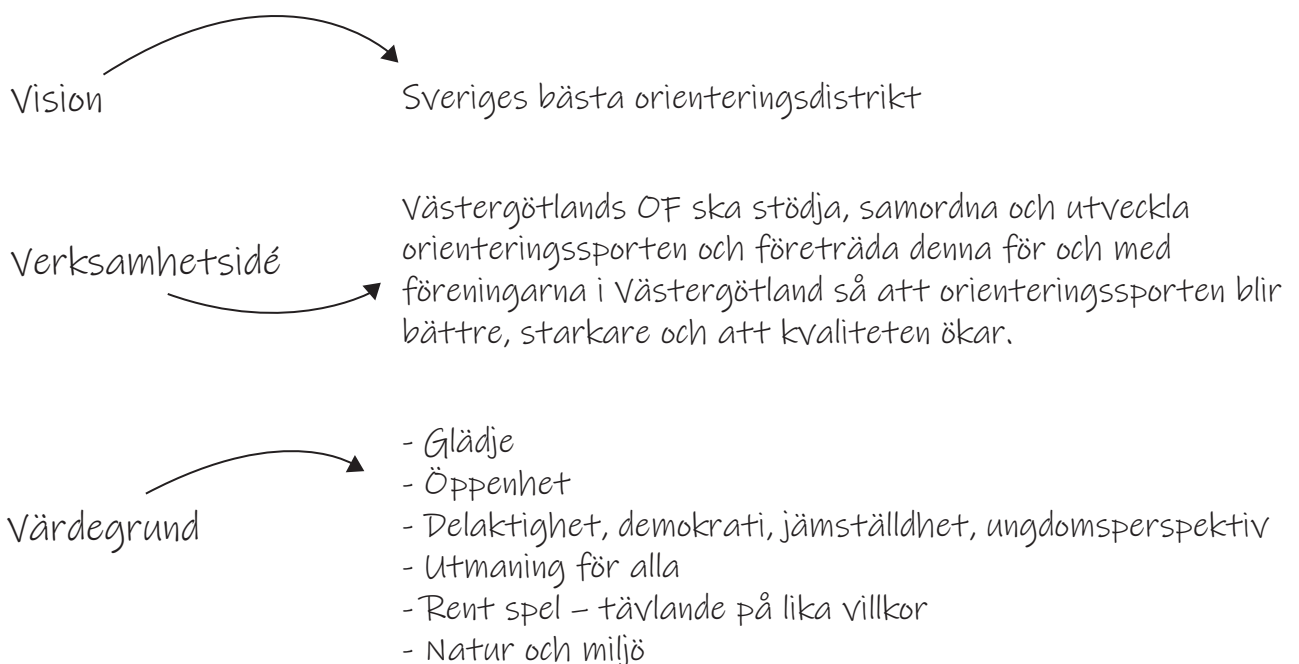 Vision
Sveriges bästa orienteringsdistrikt
Verksamhetsidé
Västergötlands OF ska stödja, samordna och utveckla
orienteringssporten och företräda denna för och med
föreningarna i Västergötland så att orienteringssporten blir
bättre, starkare och att kvaliteten ökar.
Värdegrund
- Glädje
- Öppenhet
- Delaktighet, demokrati, jämställdhet, ungdomsperspektiv
- Utmaning för alla
- Rent spel – tävlande på lika villkor
- Natur och miljö